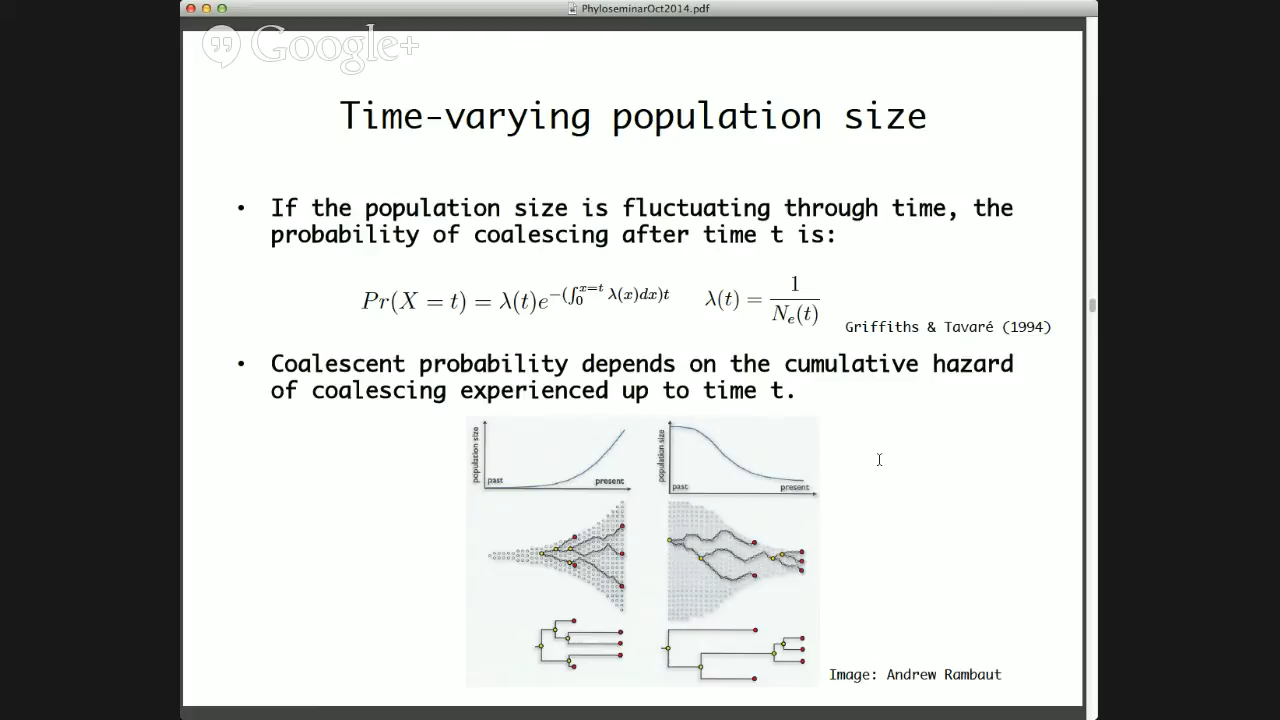 PhyloseminarOct2014.pdf
Google+
Time-varying population size
• If the population size is fluctuating through time, the
probability of coalescing after time t is:
Pr(X = t) = λ(t)e^{-(∫_0^{x=t} λ(x)dx)t} λ(t) = 1/N_e(t)
Griffiths & Tavaré (1994)
• Coalescent probability depends on the cumulative hazard
of coalescing experienced up to time t.
population size
past
present
population size
past
present
Image: Andrew Rambaut